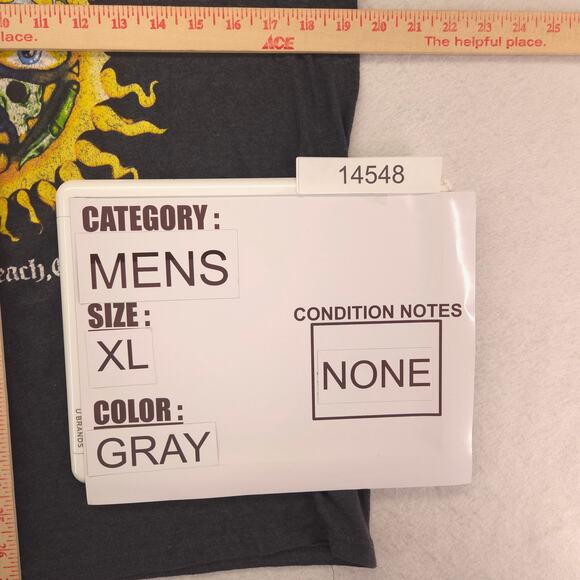 10 11 12 13 14 15 16 17 18 19 20 21 22 23 24 25
place. ACE The helpful place.
14548
CATEGORY :
MENS
each,
SIZE :
CONDITION NOTES
XL
NONE
COLOR :
U BRANDS
GRAY